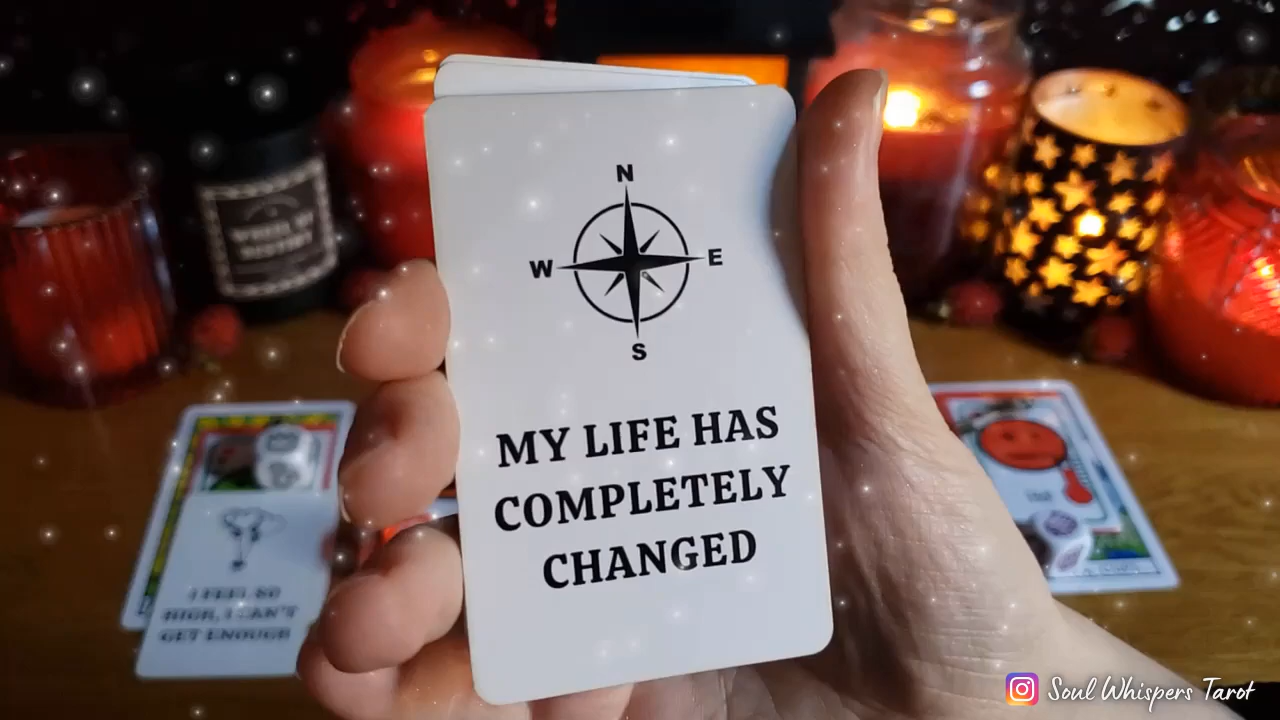 N
W E
S
MY LIFE HAS
COMPLETELY
CHANGED
I FEEL SO
HIGH, I CAN'T
GET ENOUGH
Soul Whispers Tarot